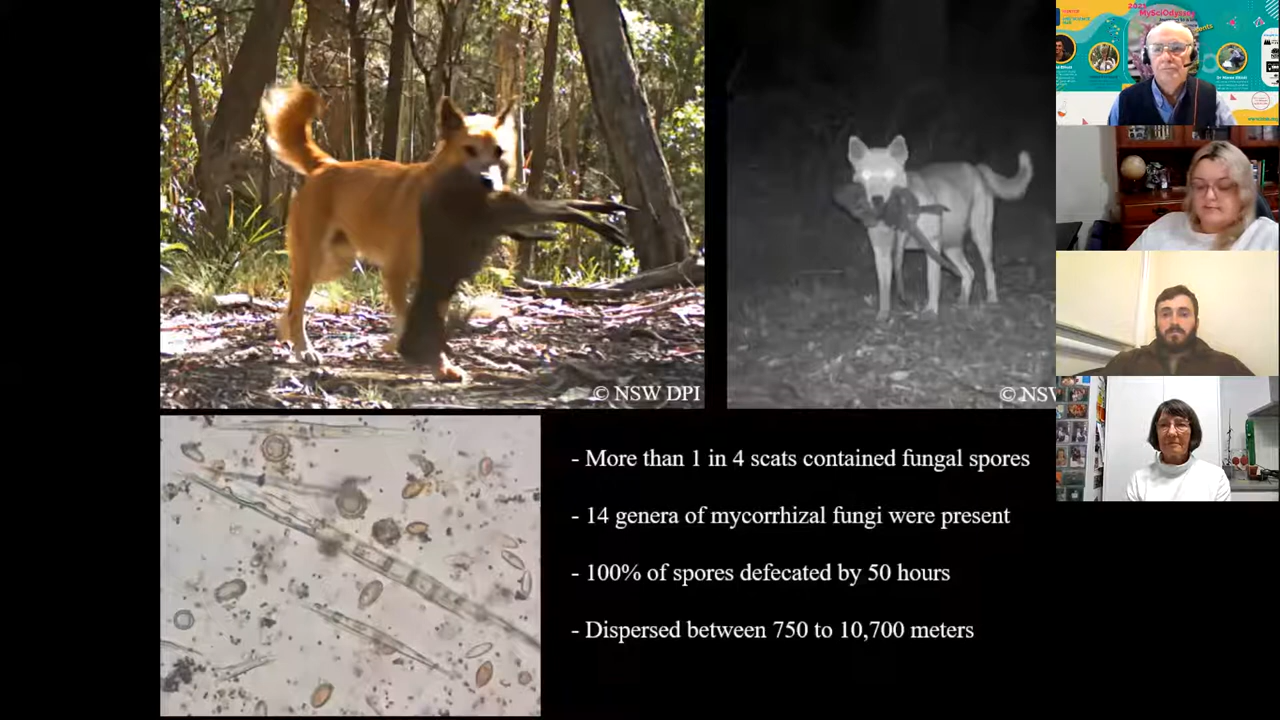 © NSW DPI
© NSW
- More than 1 in 4 scats contained fungal spores
- 14 genera of mycorrhizal fungi were present
- 100% of spores defecated by 50 hours
- Dispersed between 750 to 10,700 meters
MySciOdyssey